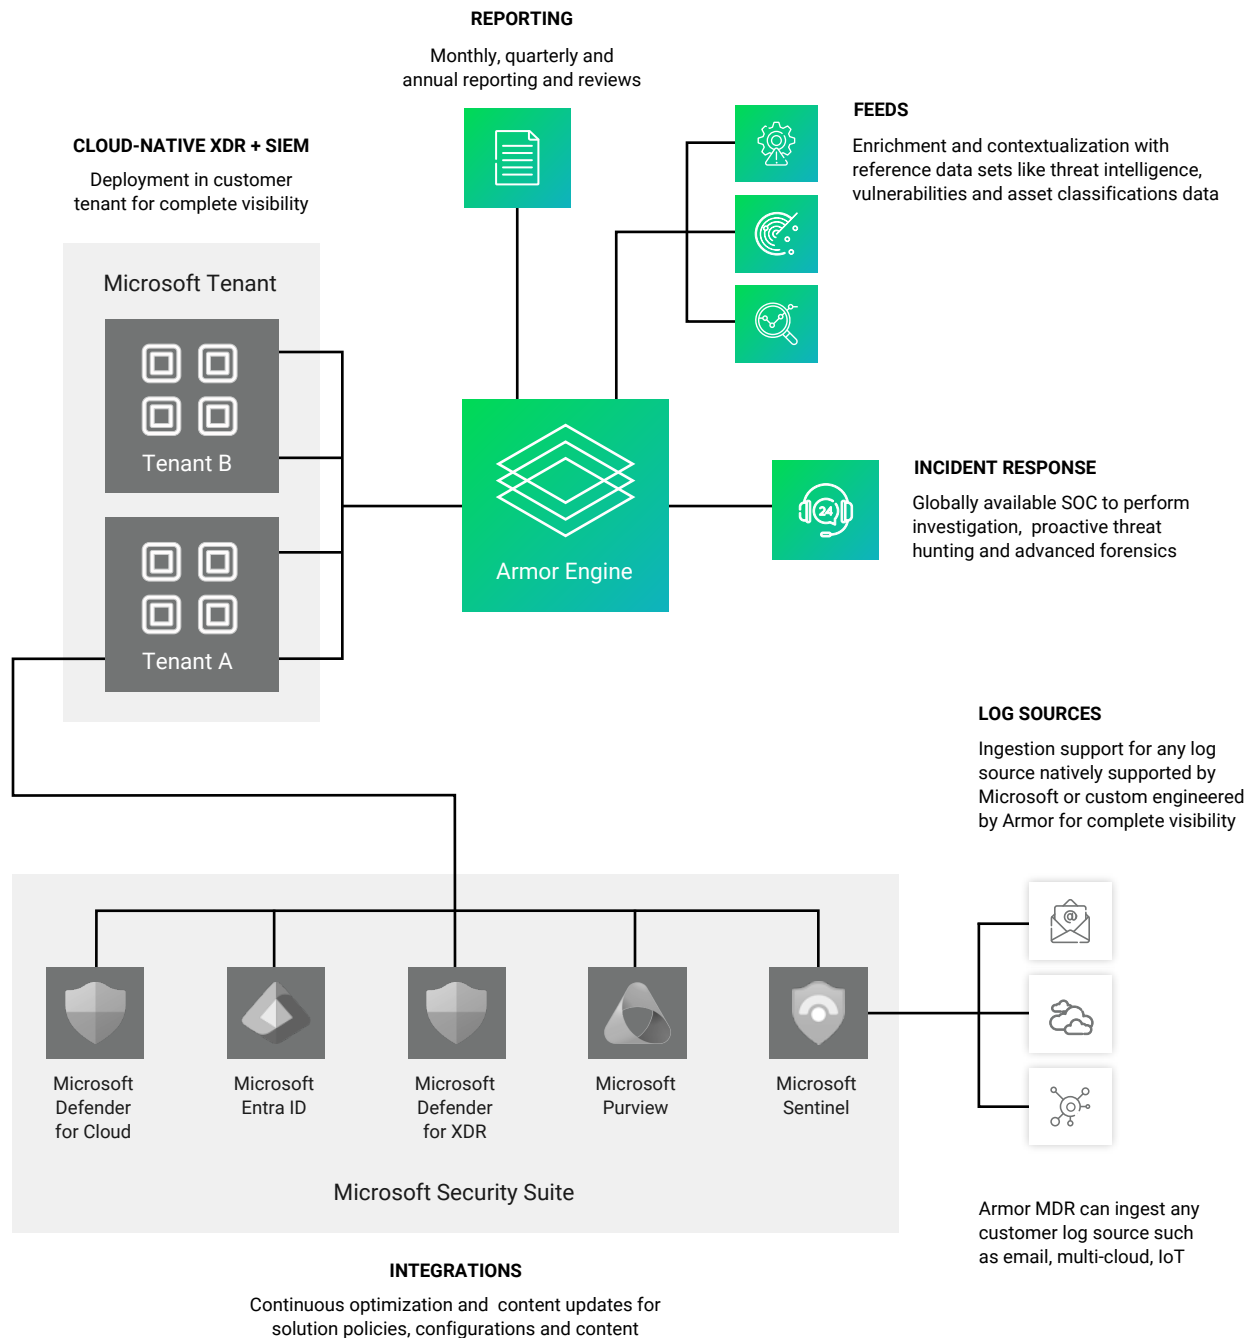 REPORTING
Monthly, quarterly and
annual reporting and reviews
FEEDS
Enrichment and contextualization with
reference data sets like threat intelligence,
vulnerabilities and asset classifications data
CLOUD-NATIVE XDR + SIEM
Deployment in customer
tenant for complete visibility
Microsoft Tenant
Tenant B
Tenant A
Armor Engine
24
INCIDENT RESPONSE
Globally available SOC to perform
investigation, proactive threat
hunting and advanced forensics
LOG SOURCES
Ingestion support for any log
source natively supported by
Microsoft or custom engineered
by Armor for complete visibility
@
Microsoft
Defender
for Cloud
Microsoft
Entra ID
Microsoft
Defender
for XDR
Microsoft
Purview
Microsoft
Sentinel
Microsoft Security Suite
Armor MDR can ingest any
customer log source such
as email, multi-cloud, IoT
INTEGRATIONS
Continuous optimization and content updates for
solution policies, configurations and content